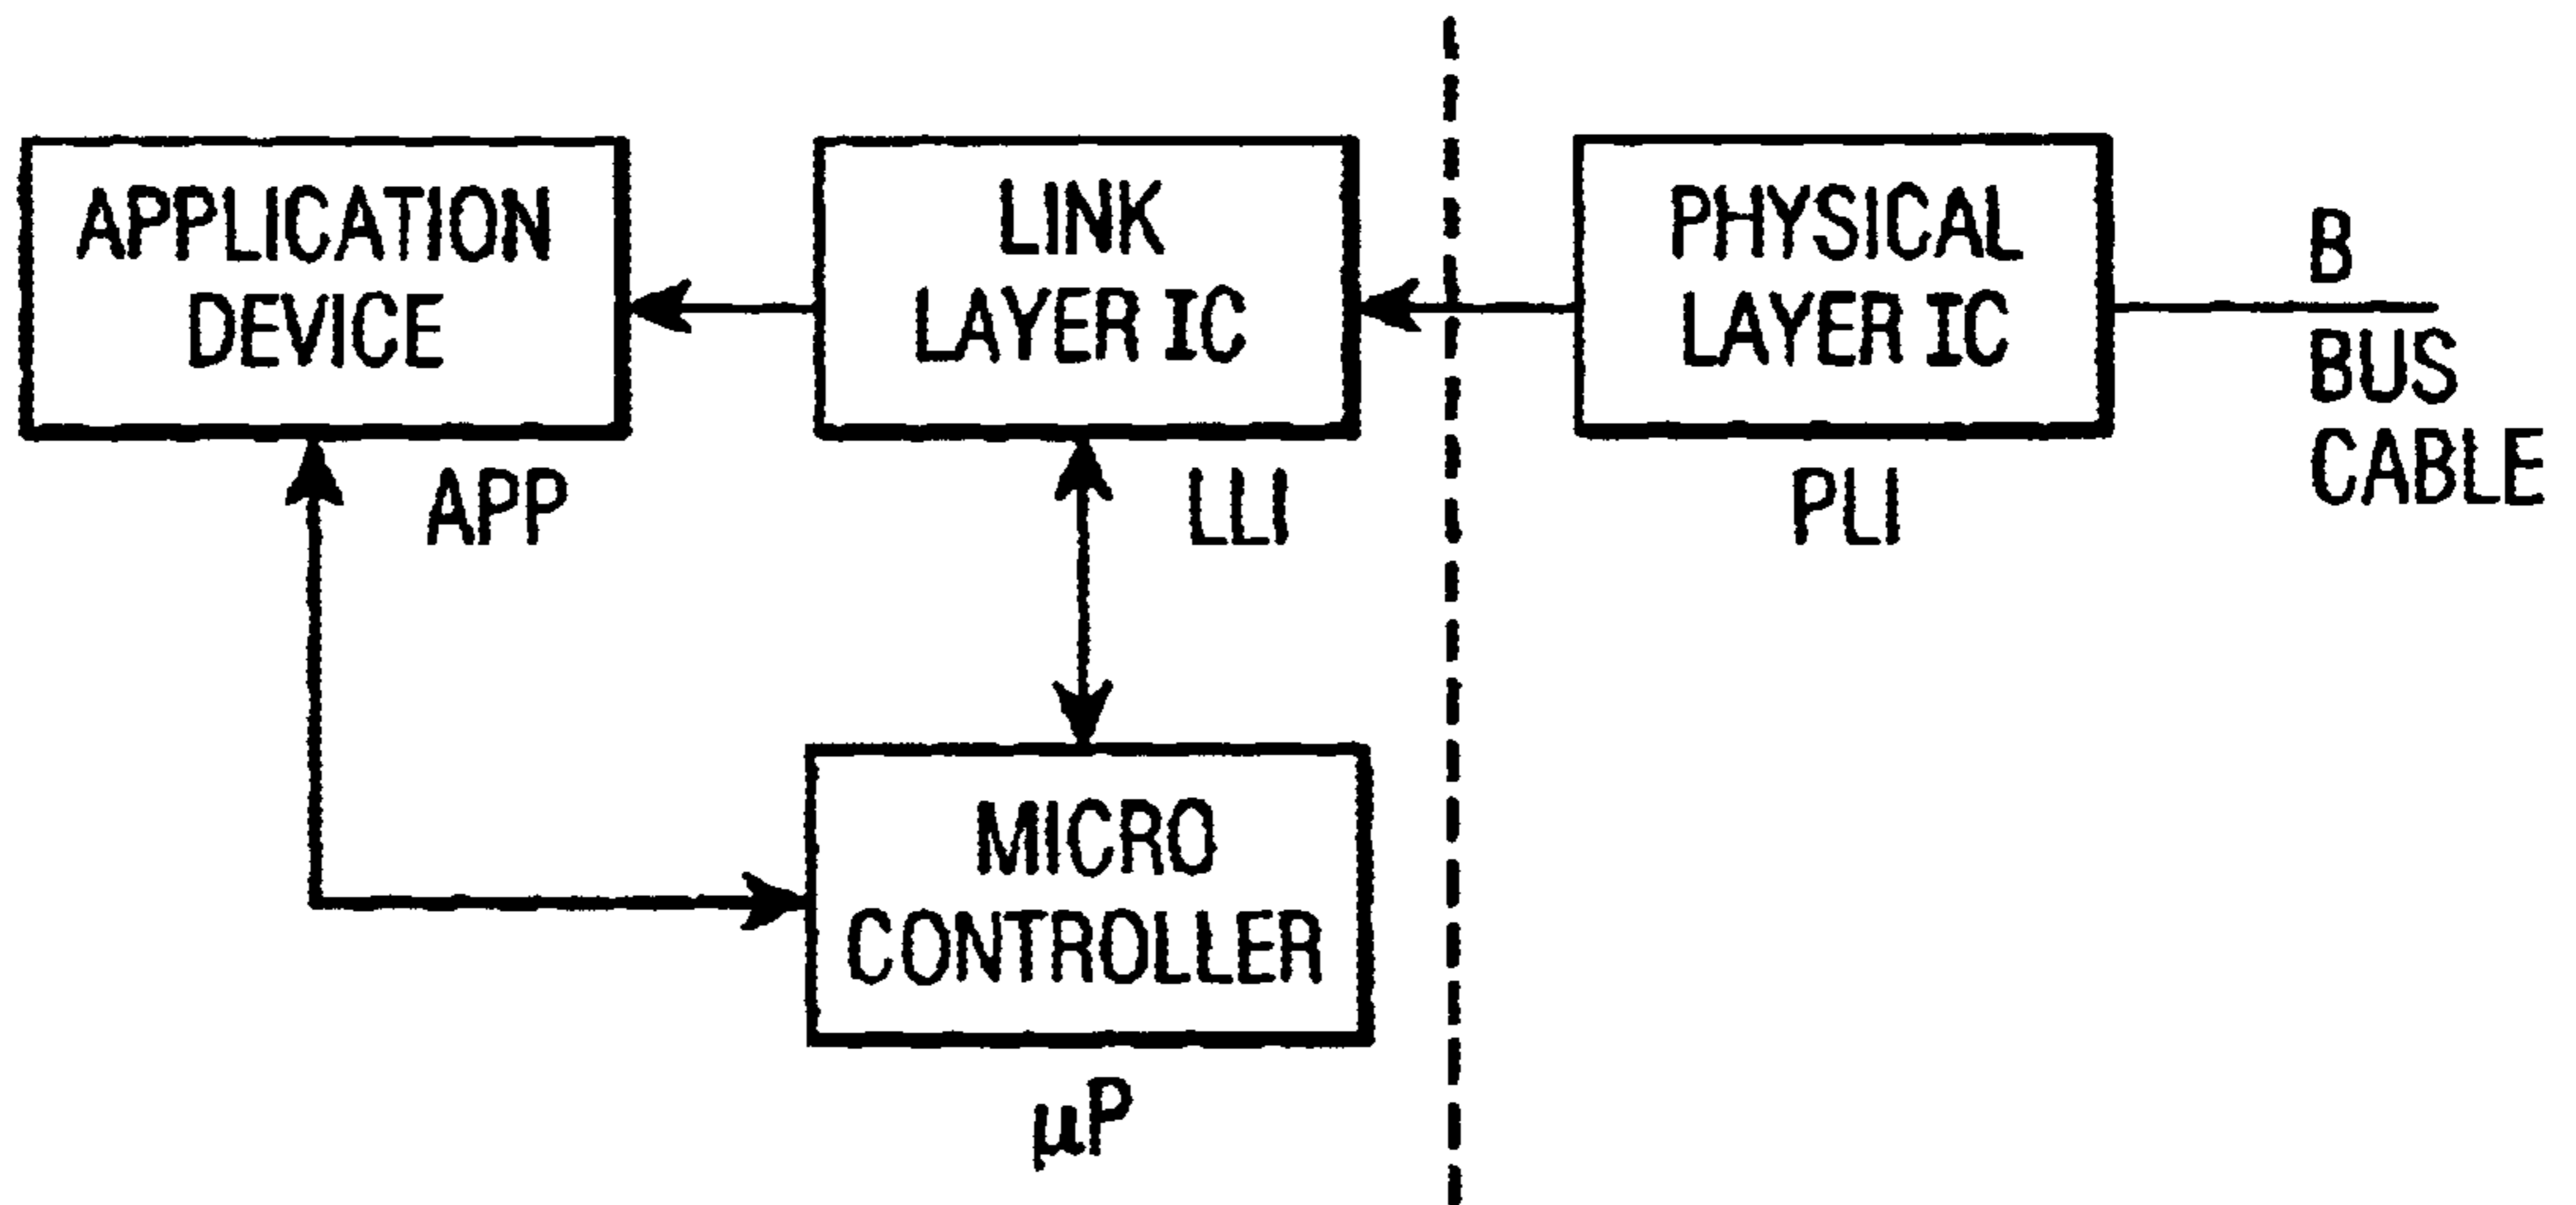 APPLICATION
DEVICE
APP
LINK
LAYER IC
LLI
PHYSICAL
LAYER IC
PLI
B
BUS
CABLE
MICRO
CONTROLLER
µP